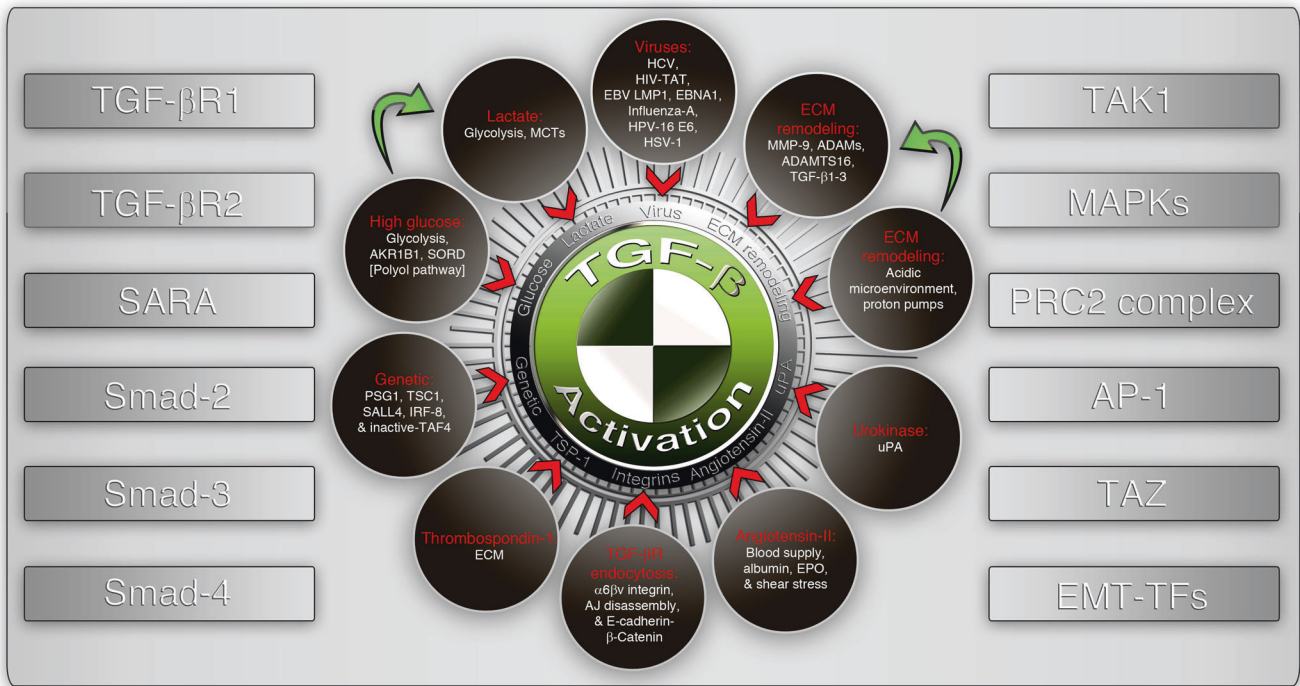 TGF-βR1
TGF-βR2
SARA
Smad-2
Smad-3
Smad-4
Viruses:
HCV,
HIV-TAT,
EBV LMP1, EBNA1,
Influenza-A,
HPV-16 E6,
HSV-1
Lactate:
Glycolysis, MCTs
ECM
remodeling:
MMP-9, ADAMs,
ADAMTS16,
TGF-β1-3
High glucose:
Glycolysis,
AKR1B1, SORD
[Polyol pathway]
ECM
remodeling:
Acidic
microenvironment,
proton pumps
Genetic:
PSG1, TSC1,
SALL4, IRF-8,
& inactive-TAF4
Urokinase:
uPA
Thrombospondin-1
ECM
TGF-βR
endocytosis:
α6βv integrin,
AJ disassembly,
& E-cadherin-
β-Catenin
Angiotensin-II:
Blood supply,
albumin, EPO,
& shear stress
Glucose
Lactate
Virus
ECM remodeling
uPA
Angiotensin-II
Integrins
TSP-1
Genetic
TGF-β
Activation
TAK1
MAPKs
PRC2 complex
AP-1
TAZ
EMT-TFs